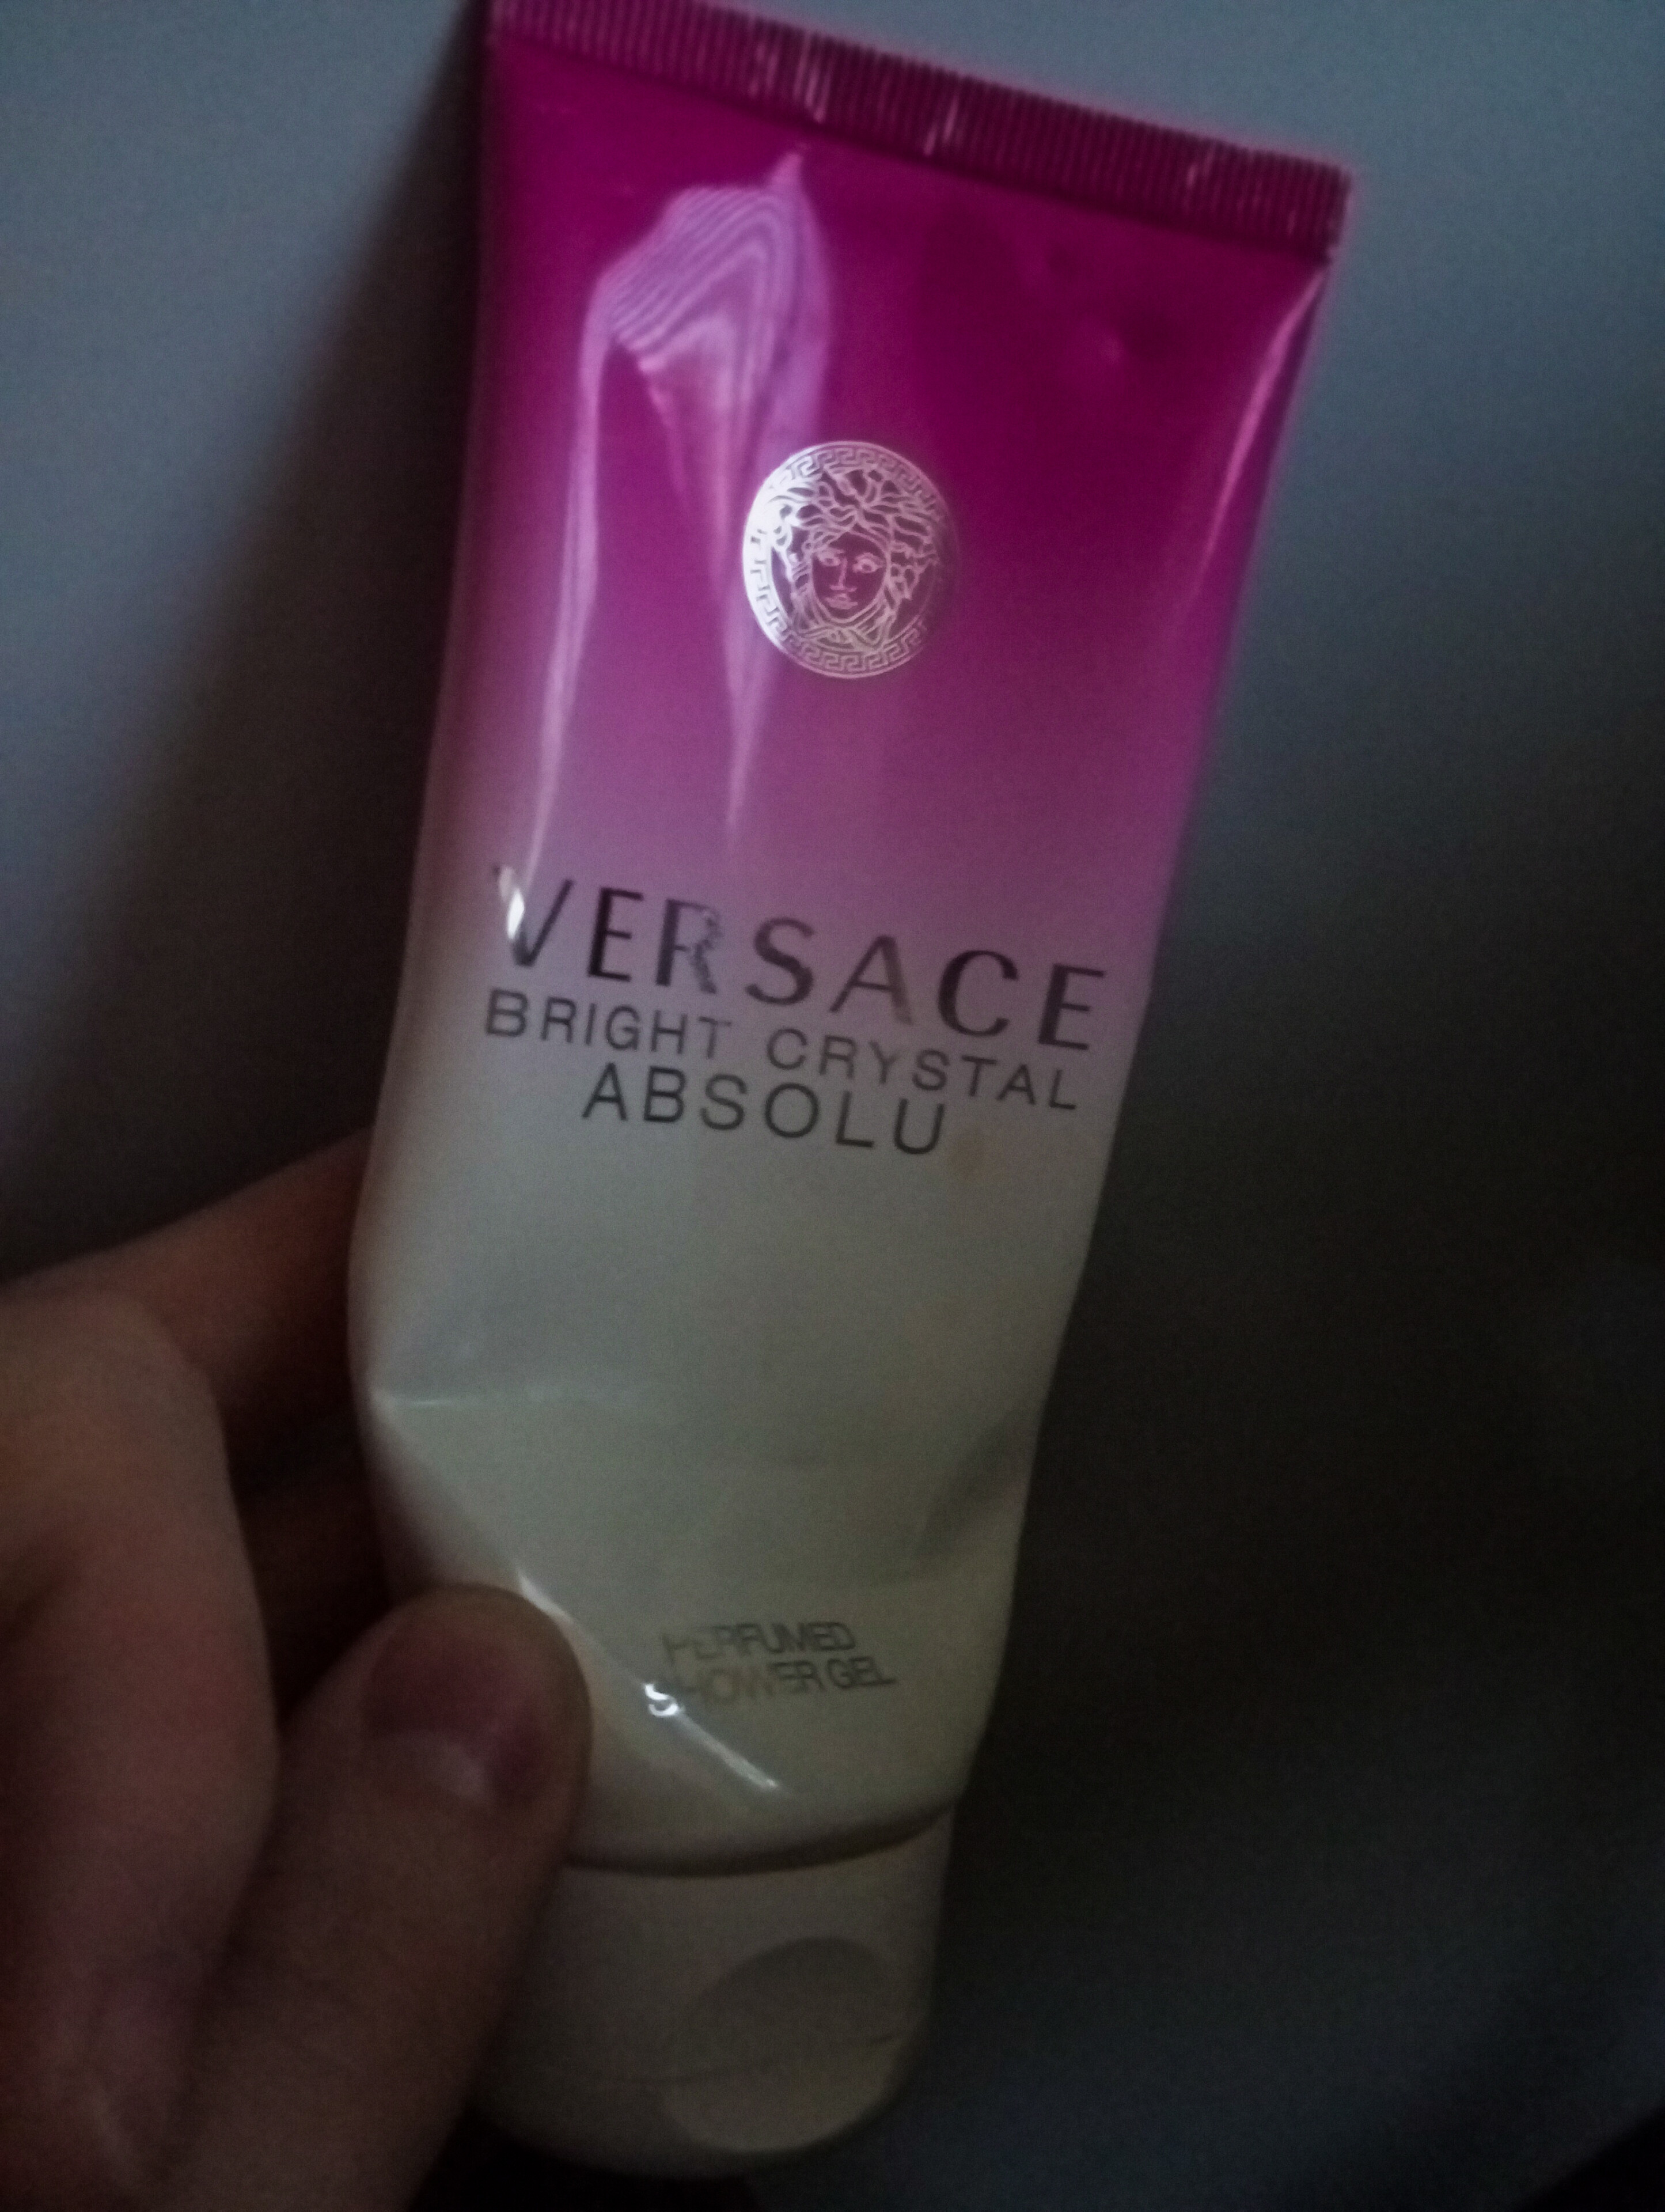 VERSACE
BRIGHT CRYSTAL
ABSOLU
PERFUMED
SHOWER GEL